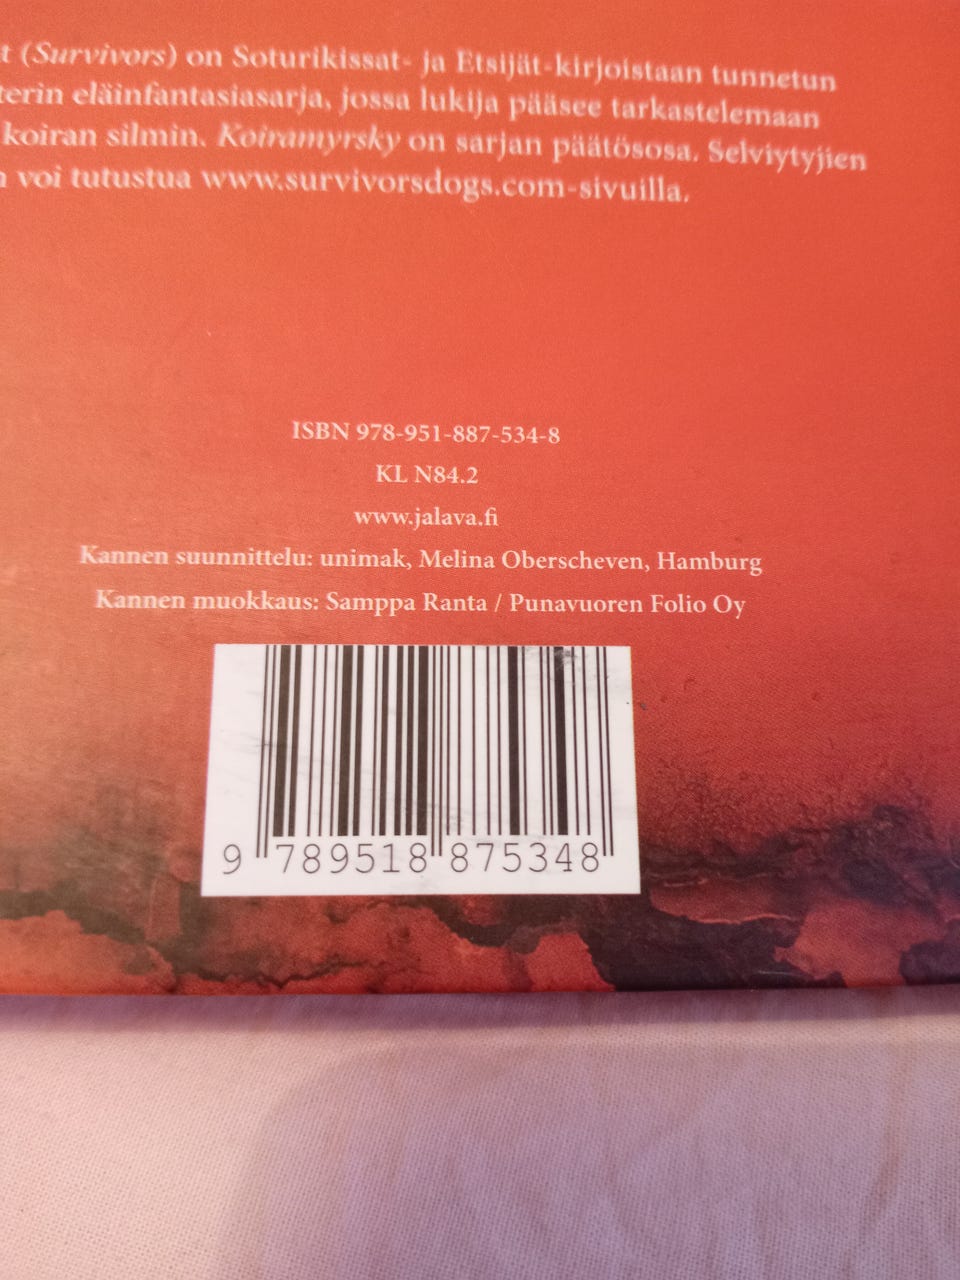 t (Survivors) on Soturikissat- ja Etsijät-kirjoistaan tunnetun
terin eläinfantasiasarja, jossa lukija pääsee tarkastelemaan
koiran silmin. Koiramyrsky on sarjan päätösosa. Selviytyjien
n voi tutustua www.survivorsdogs.com-sivuilla.
ISBN 978-951-887-534-8
KL N84.2
www.jalava.fi
Kannen suunnittelu: unimak, Melina Oberscheven, Hamburg
Kannen muokkaus: Samppa Ranta / Punavuoren Folio Oy
9 789518 875348